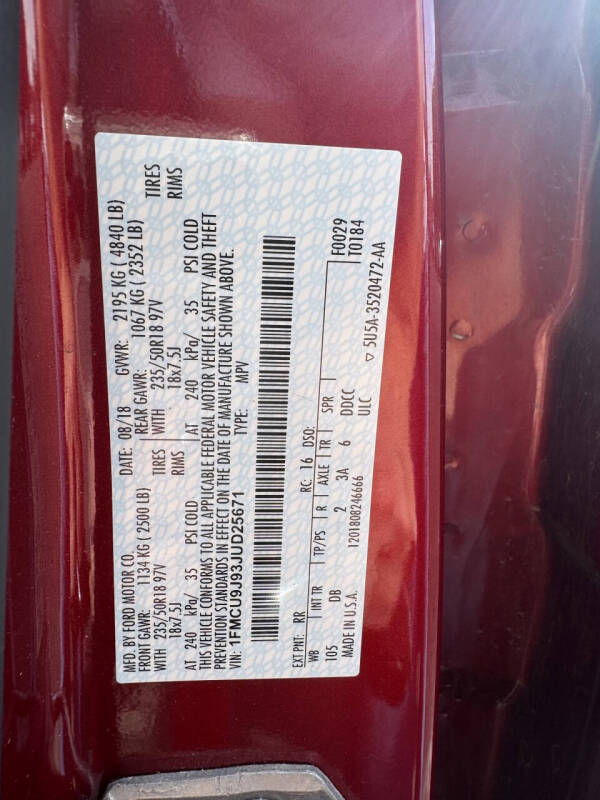 MFD. BY FORD MOTOR CO. DATE: 08/18 GVWR: 2195 KG ( 4840 LB)
FRONT GAWR: 1134 KG ( 2500 LB) REAR GAWR: 1067 KG ( 2352 LB)
WITH 235/50R18 97V TIRES WITH 235/50R18 97V TIRES
18x7.5J RIMS 18x7.5J RIMS
AT 240 kPa/ 35 PSI COLD AT 240 kPa/ 35 PSI COLD
THIS VEHICLE CONFORMS TO ALL APPLICABLE FEDERAL MOTOR VEHICLE SAFETY AND THEFT
PREVENTION STANDARDS IN EFFECT ON THE DATE OF MANUFACTURE SHOWN ABOVE.
VIN: 1FMCU9J93JUD25671 TYPE: MPV
EXT PNT: RR RC: 16 DSO: F0029
WB INT TR TP/PS R AXLE TR SPR T0184
105 DB 2 3A 6 DDCC
MADE IN U.S.A. ULC
1201808246666 ▽ 5U5A-3520472-AA